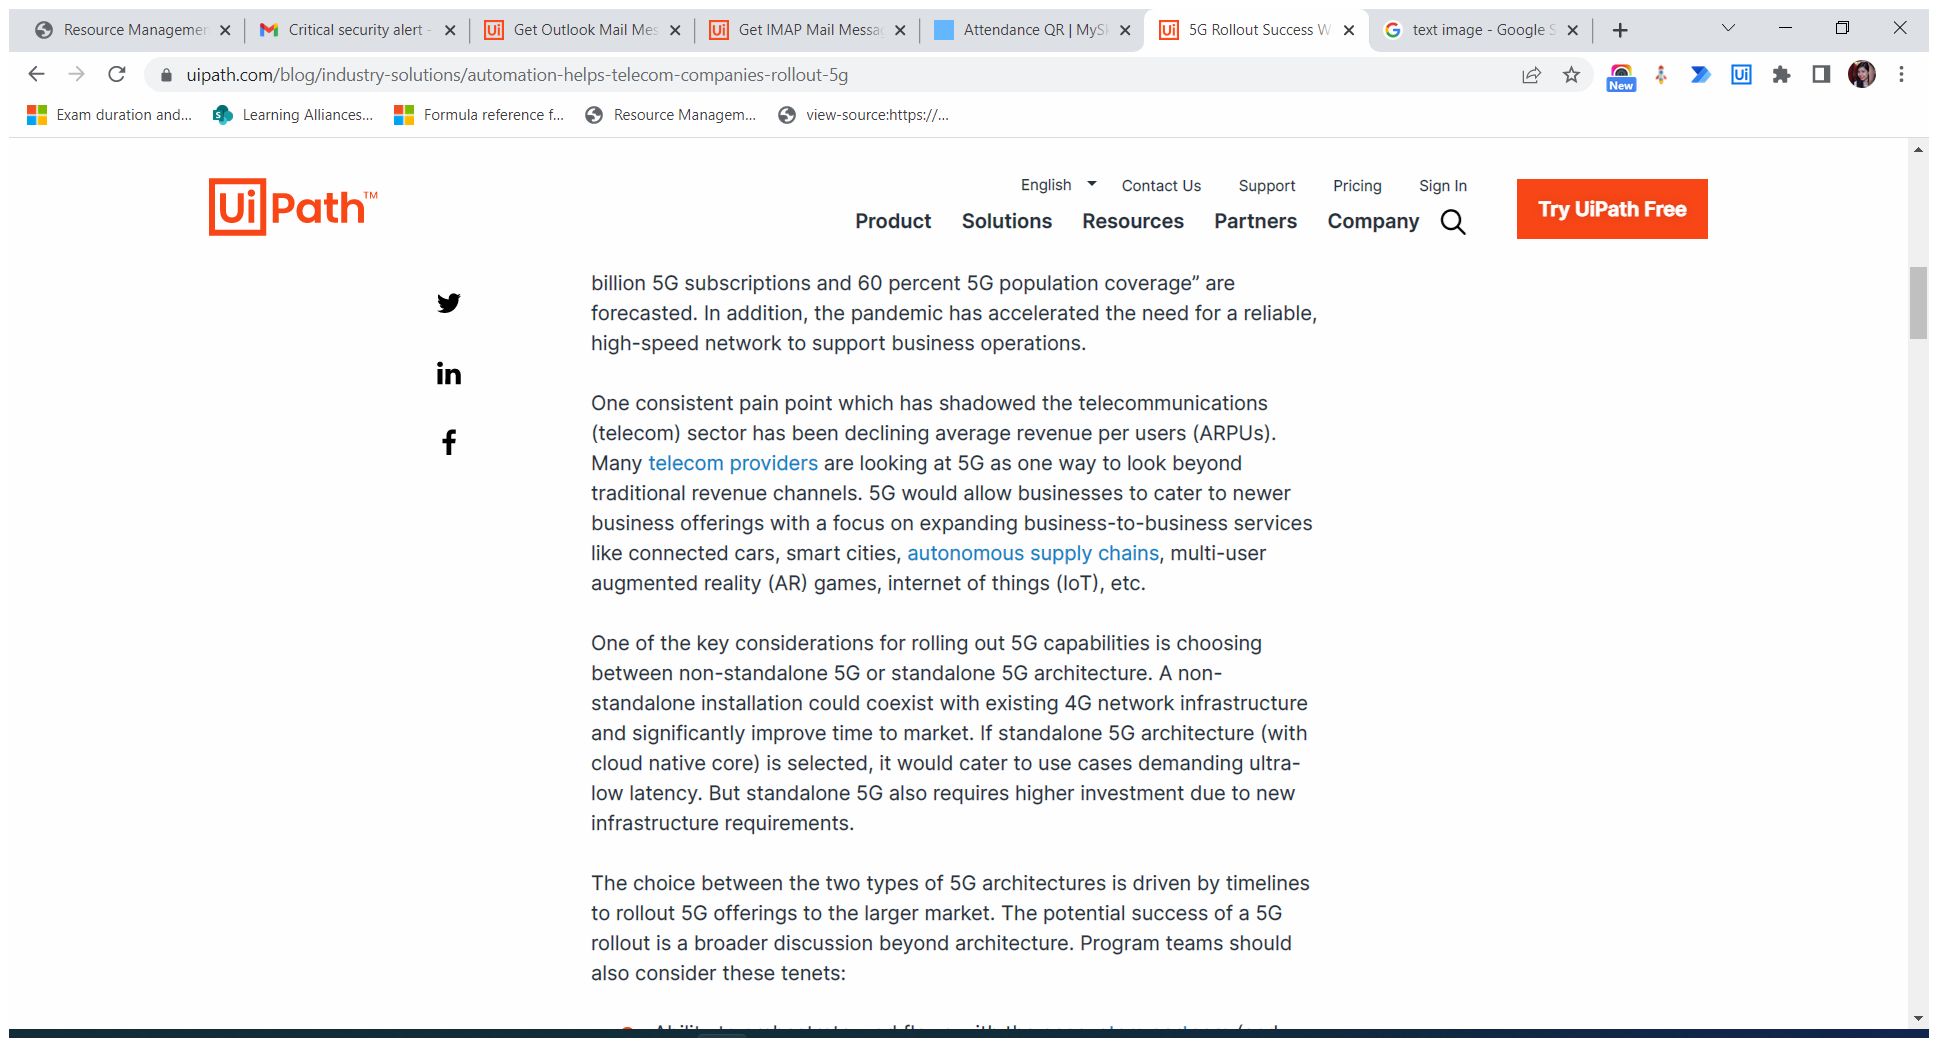 Resource Managemer
Critical security alert -
Get Outlook Mail Mes
Get IMAP Mail Messag
Attendance QR | MySk
5G Rollout Success W
text image - Google S
uipath.com/blog/industry-solutions/automation-helps-telecom-companies-rollout-5g
New
Ui
Exam duration and...
Learning Alliances...
Formula reference f...
Resource Managem...
view-source:https://...
UiPath™
English
Contact Us
Support
Pricing
Sign In
Product
Solutions
Resources
Partners
Company
Try UiPath Free
billion 5G subscriptions and 60 percent 5G population coverage” are
forecasted. In addition, the pandemic has accelerated the need for a reliable,
high-speed network to support business operations.
One consistent pain point which has shadowed the telecommunications
(telecom) sector has been declining average revenue per users (ARPUs).
Many telecom providers are looking at 5G as one way to look beyond
traditional revenue channels. 5G would allow businesses to cater to newer
business offerings with a focus on expanding business-to-business services
like connected cars, smart cities, autonomous supply chains, multi-user
augmented reality (AR) games, internet of things (IoT), etc.
One of the key considerations for rolling out 5G capabilities is choosing
between non-standalone 5G or standalone 5G architecture. A non-
standalone installation could coexist with existing 4G network infrastructure
and significantly improve time to market. If standalone 5G architecture (with
cloud native core) is selected, it would cater to use cases demanding ultra-
low latency. But standalone 5G also requires higher investment due to new
infrastructure requirements.
The choice between the two types of 5G architectures is driven by timelines
to rollout 5G offerings to the larger market. The potential success of a 5G
rollout is a broader discussion beyond architecture. Program teams should
also consider these tenets: